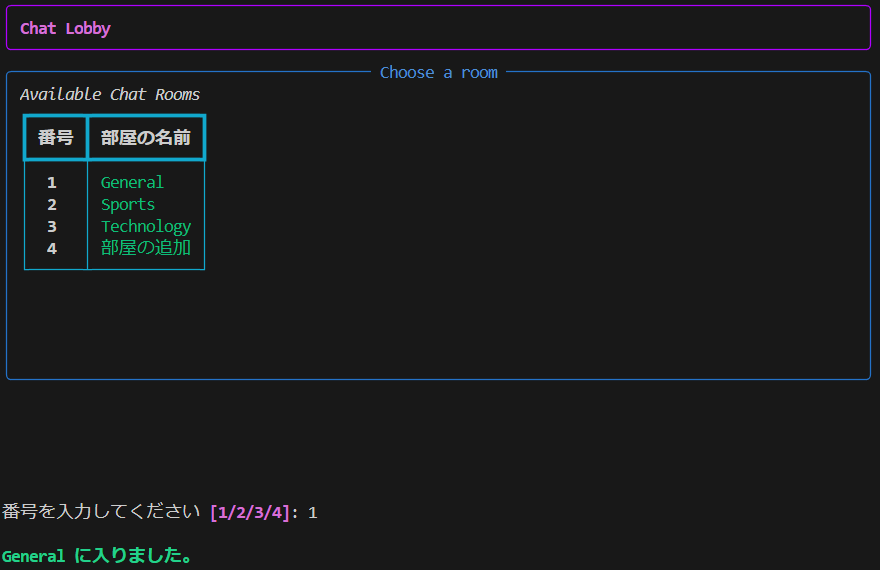 Chat Lobby
Choose a room
Available Chat Rooms
番号 部屋の名前
1 General
2 Sports
3 Technology
4 部屋の追加
番号を入力してください [1/2/3/4]: 1
General に入りました。